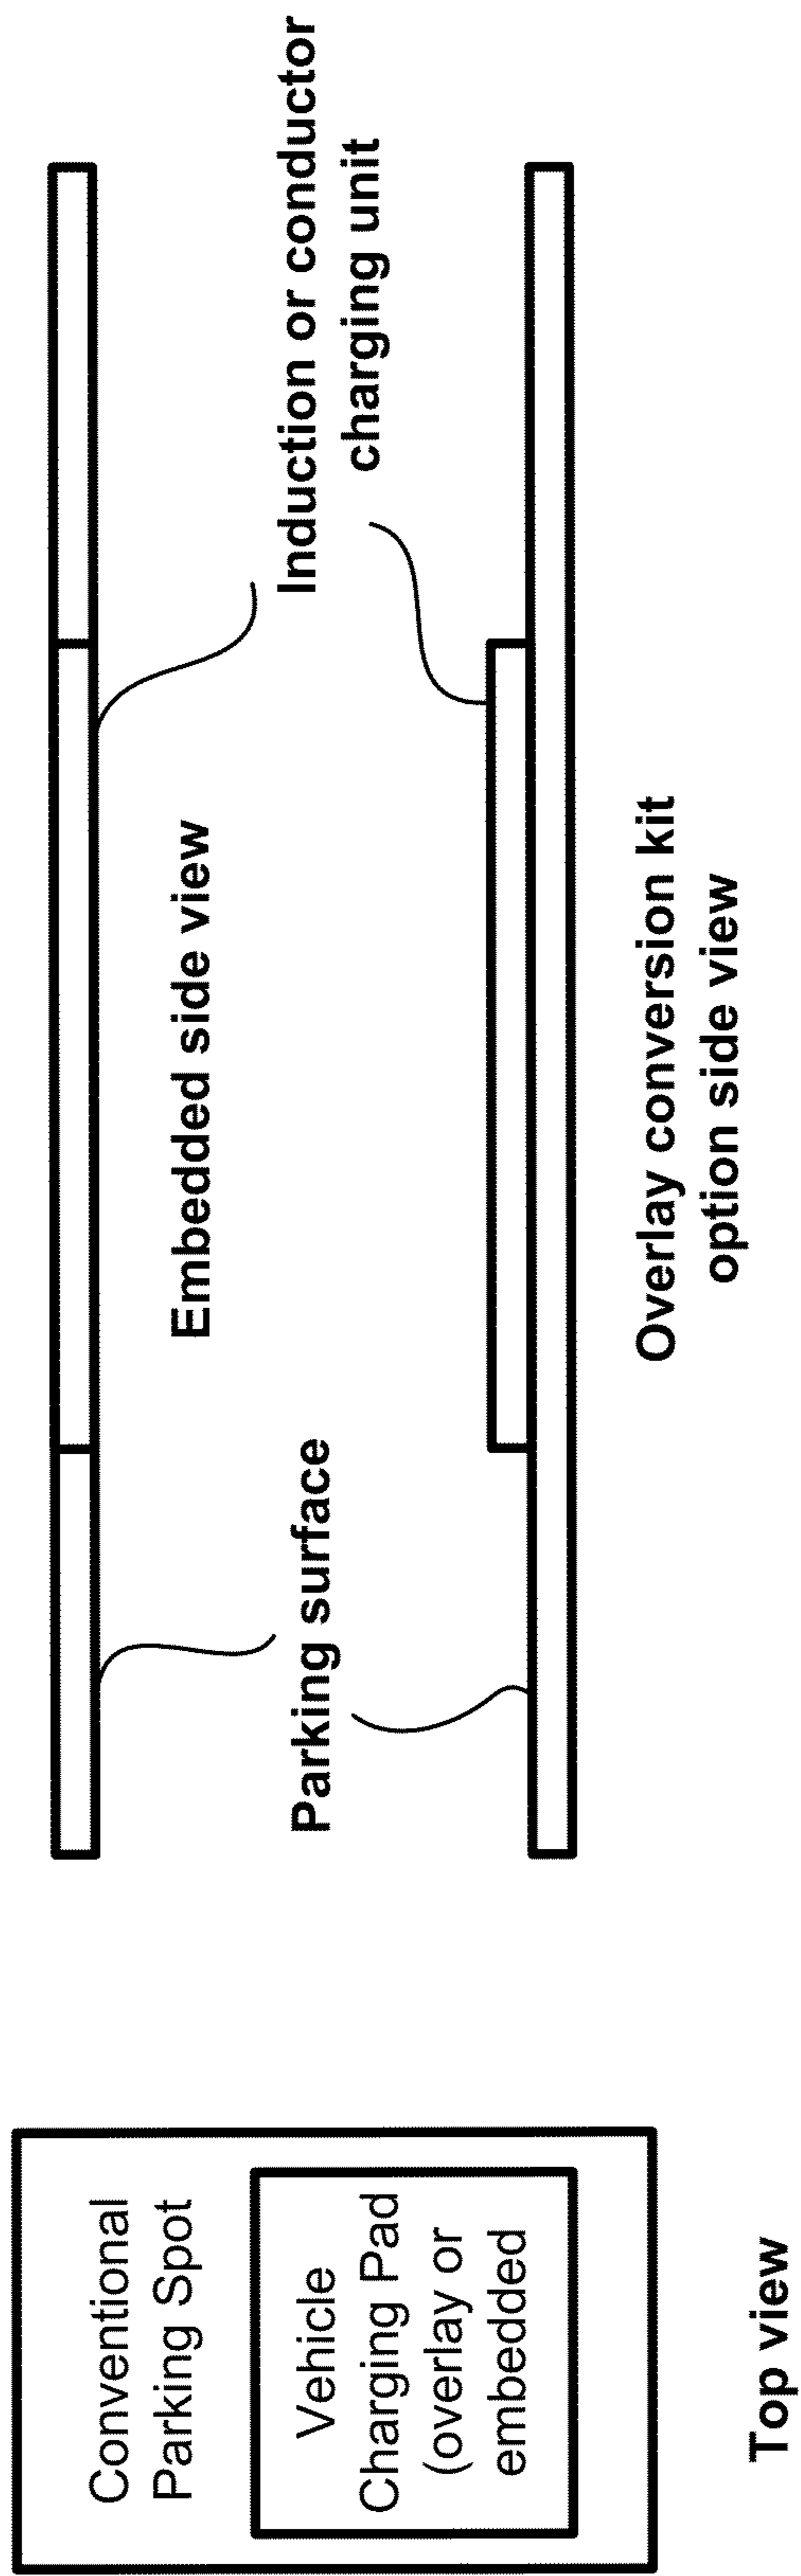 Conventional
Parking Spot
Vehicle
Charging Pad
(overlay or
embedded
Top view
Embedded side view
Parking surface
Induction or conductor
charging unit
Overlay conversion kit
option side view